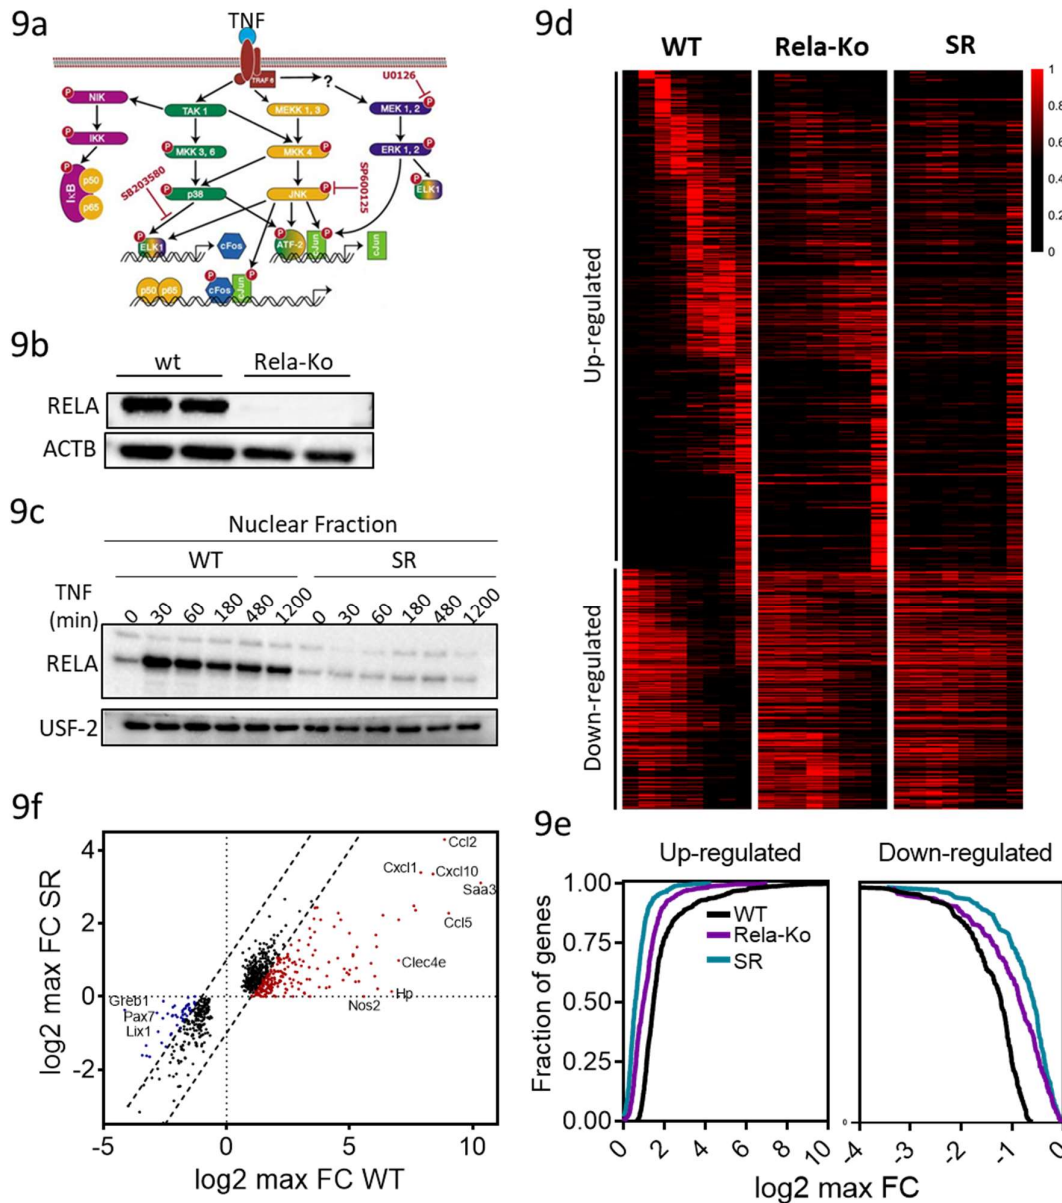 9a
TNF
TRAF 6
?
U0126
P
NIK
TAK 1
MEKK 1, 3
MEK 1, 2
P
P
IKK
P
MKK 3, 6
MKK 4
P
P
ERK 1, 2
SB203580
SP600125
P
IκB
p50
p65
P
p38
JNK
P
P
ELK1
P
ELK1
cFos
P
ATF-2
P
cJun
cJun
p50
p65
P
cFos
P
cJun
9b
wt
Rela-Ko
RELA
ACTB
9c
Nuclear Fraction
WT
SR
TNF
(min)
0
30
60
180
480
1200
0
30
60
180
480
1200
RELA
USF-2
9d
WT
Rela-Ko
SR
1
0.8
0.6
0.4
0.2
0
Up-regulated
Down-regulated
9f
log2 max FC SR
4
2
0
-2
Ccl2
Cxcl1
Cxcl10
Saa3
Ccl5
Clec4e
Hp
Nos2
Greb1
Pax7
Lix1
-5
0
5
10
log2 max FC WT
9e
Up-regulated
Down-regulated
Fraction of genes
1.00
0.75
0.50
0.25
0.00
WT
Rela-Ko
SR
0
0
2
4
6
8
10
-4
-3
-2
-1
0
log2 max FC